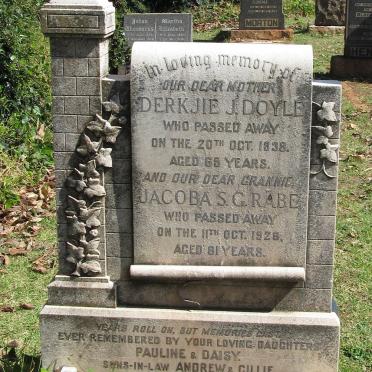 In loving memory of
OUR DEAR MOTHER
DERKJIE J. DOYLE
WHO PASSED AWAY
ON THE 20TH OCT. 1938.
AGED 66 YEARS.
AND OUR DEAR GRANNIE,
JACOBA S. G. RABE
WHO PASSED AWAY
ON THE 11TH OCT. 1926,
AGED 81 YEARS.
YEARS ROLL ON, BUT MEMORIES
EVER REMEMBERED BY YOUR LOVING DAUGHTERS
PAULINE & DAISY.
SONS-IN-LAW ANDREW & GILLIE
MORTON